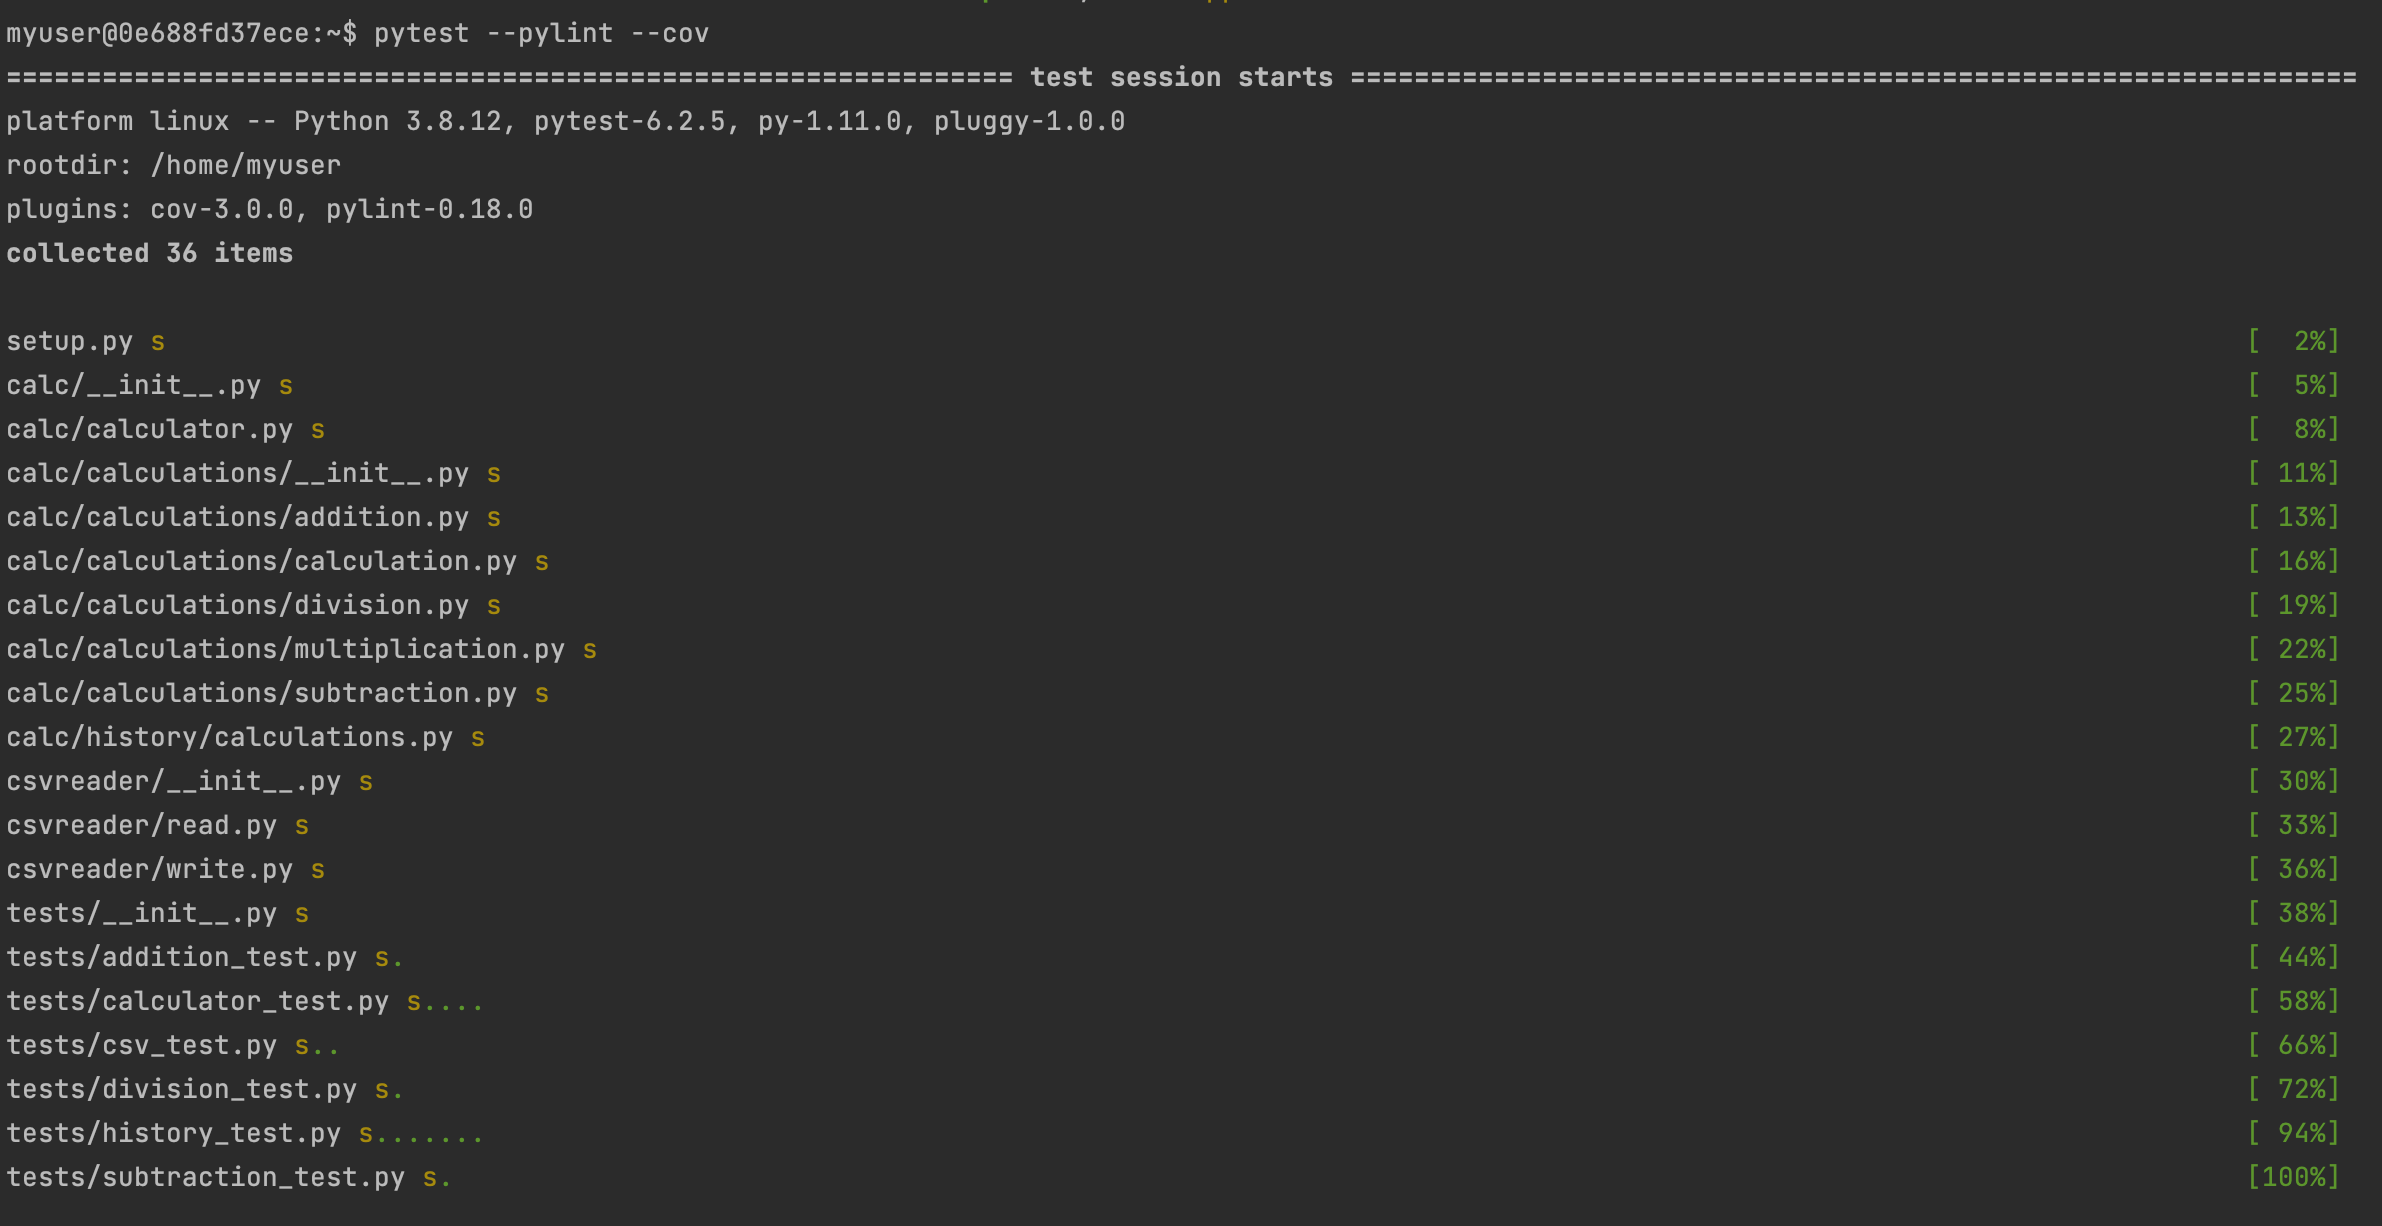 myuser@0e688fd37ece:~$ pytest --pylint --cov
=============================================================== test session starts ===============================================================
platform linux -- Python 3.8.12, pytest-6.2.5, py-1.11.0, pluggy-1.0.0
rootdir: /home/myuser
plugins: cov-3.0.0, pylint-0.18.0
collected 36 items
setup.py s [  2%]
calc/__init__.py s [  5%]
calc/calculator.py s [  8%]
calc/calculations/__init__.py s [ 11%]
calc/calculations/addition.py s [ 13%]
calc/calculations/calculation.py s [ 16%]
calc/calculations/division.py s [ 19%]
calc/calculations/multiplication.py s [ 22%]
calc/calculations/subtraction.py s [ 25%]
calc/history/calculations.py s [ 27%]
csvreader/__init__.py s [ 30%]
csvreader/read.py s [ 33%]
csvreader/write.py s [ 36%]
tests/__init__.py s [ 38%]
tests/addition_test.py s. [ 44%]
tests/calculator_test.py s.... [ 58%]
tests/csv_test.py s.. [ 66%]
tests/division_test.py s. [ 72%]
tests/history_test.py s....... [ 94%]
tests/subtraction_test.py s. [100%]